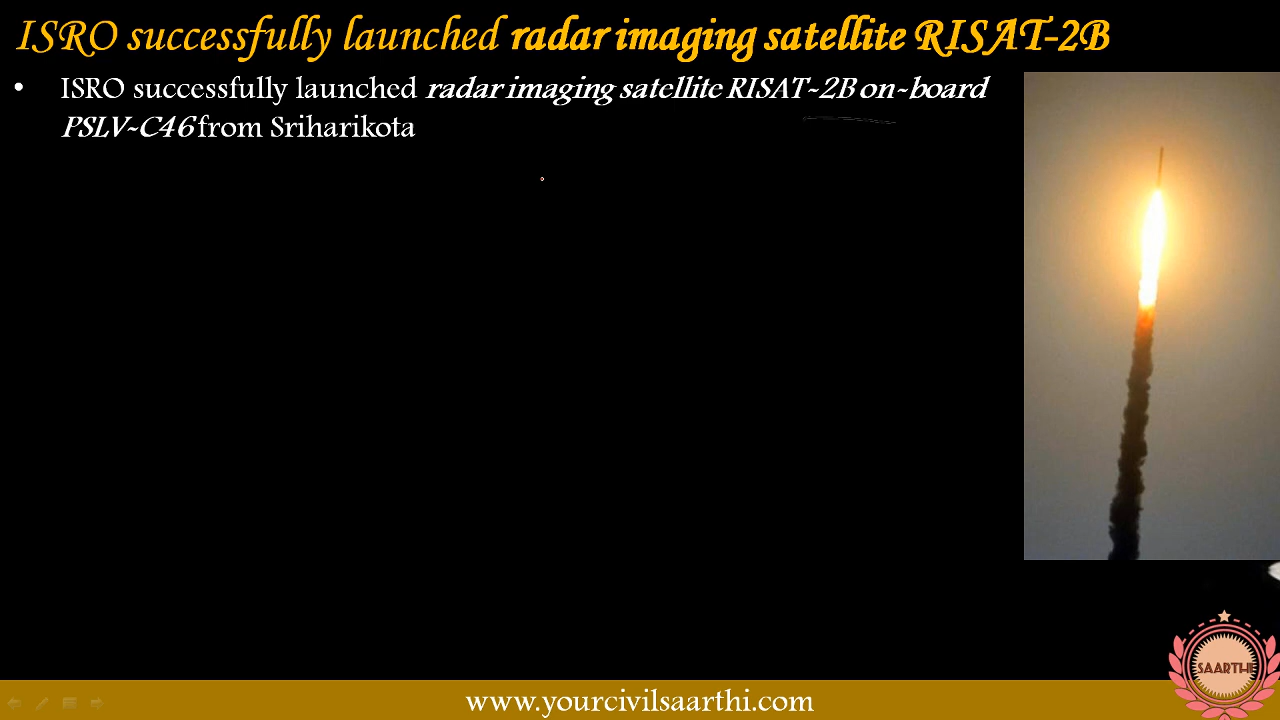 ISRO successfully launched radar imaging satellite RISAT-2B
• ISRO successfully launched radar imaging satellite RISAT-2B on-board
PSLV-C46 from Sriharikota
SAARTHI
www.yourcivilsaarthi.com